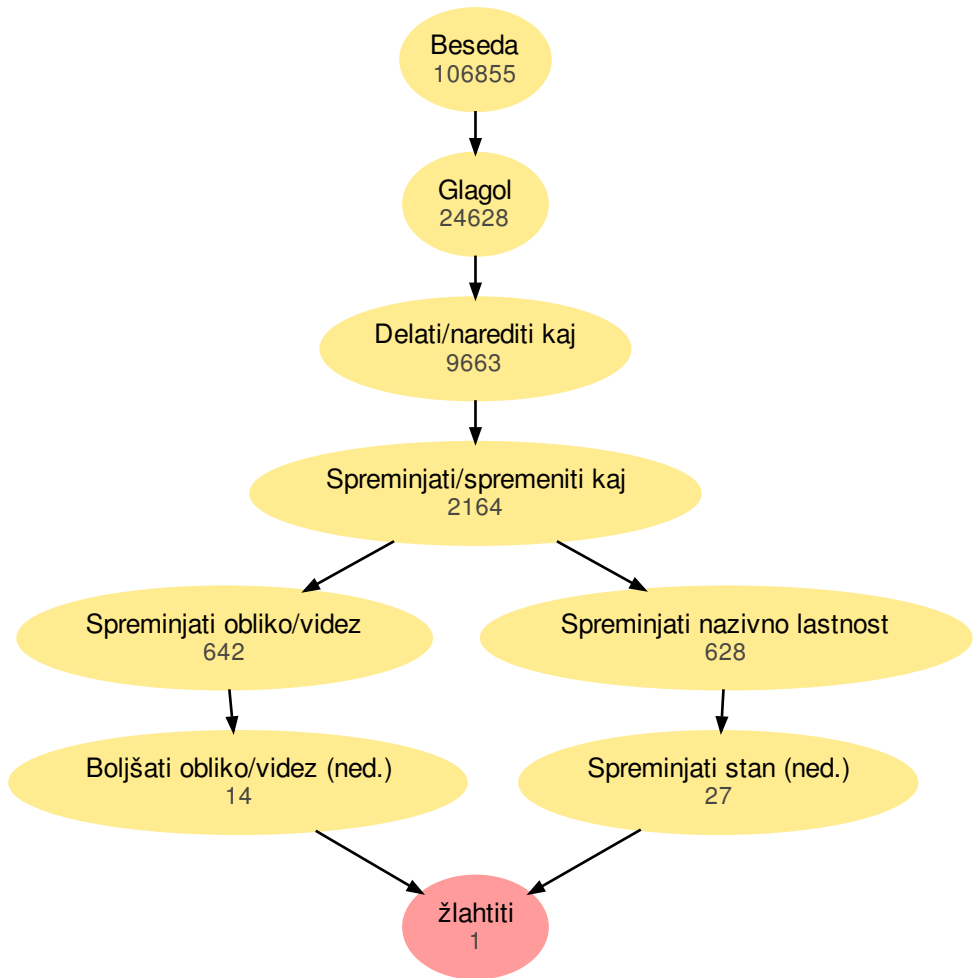 Beseda
106855
Glagol
24628
Delati/narediti kaj
9663
Spreminjati/spremeniti kaj
2164
Spreminjati obliko/videz
642
Spreminjati nazivno lastnost
628
Boljšati obliko/videz (ned.)
14
Spreminjati stan (ned.)
27
žlahtiti
1